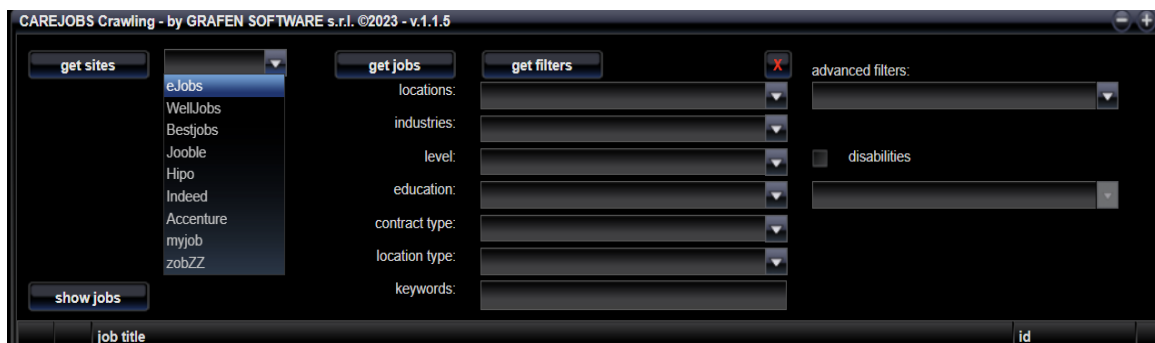 CAREJOBS Crawling - by GRAFEN SOFTWARE s.r.l. ©2023 - v.1.1.5
get sites
get jobs
get filters
X
advanced filters:
eJobs
WellJobs
Bestjobs
Jooble
Hipo
Indeed
Accenture
myjob
zobZZ
locations:
industries:
level:
education:
contract type:
location type:
keywords:
disabilities
show jobs
job title
id